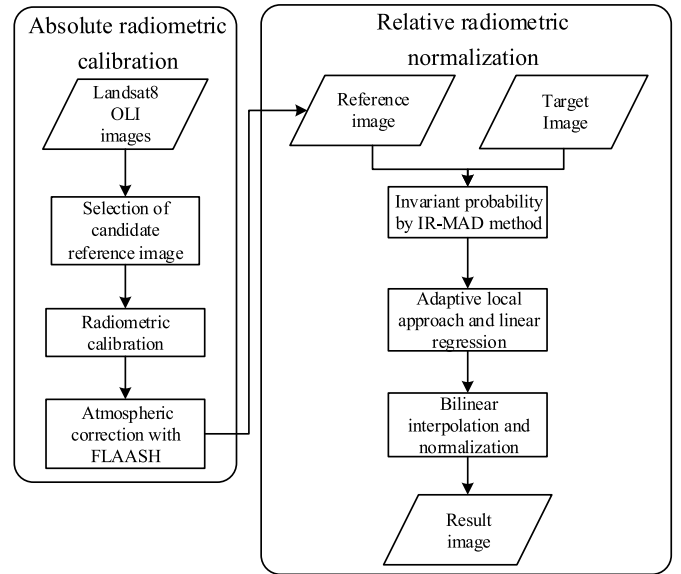 Absolute radiometric
calibration
Landsat8
OLI
images
Selection of
candidate
reference image
Radiometric
calibration
Atmospheric
correction with
FLAASH
Relative radiometric
normalization
Reference
image
Target
Image
Invariant probability
by IR-MAD method
Adaptive local
approach and linear
regression
Bilinear
interpolation and
normalization
Result
image